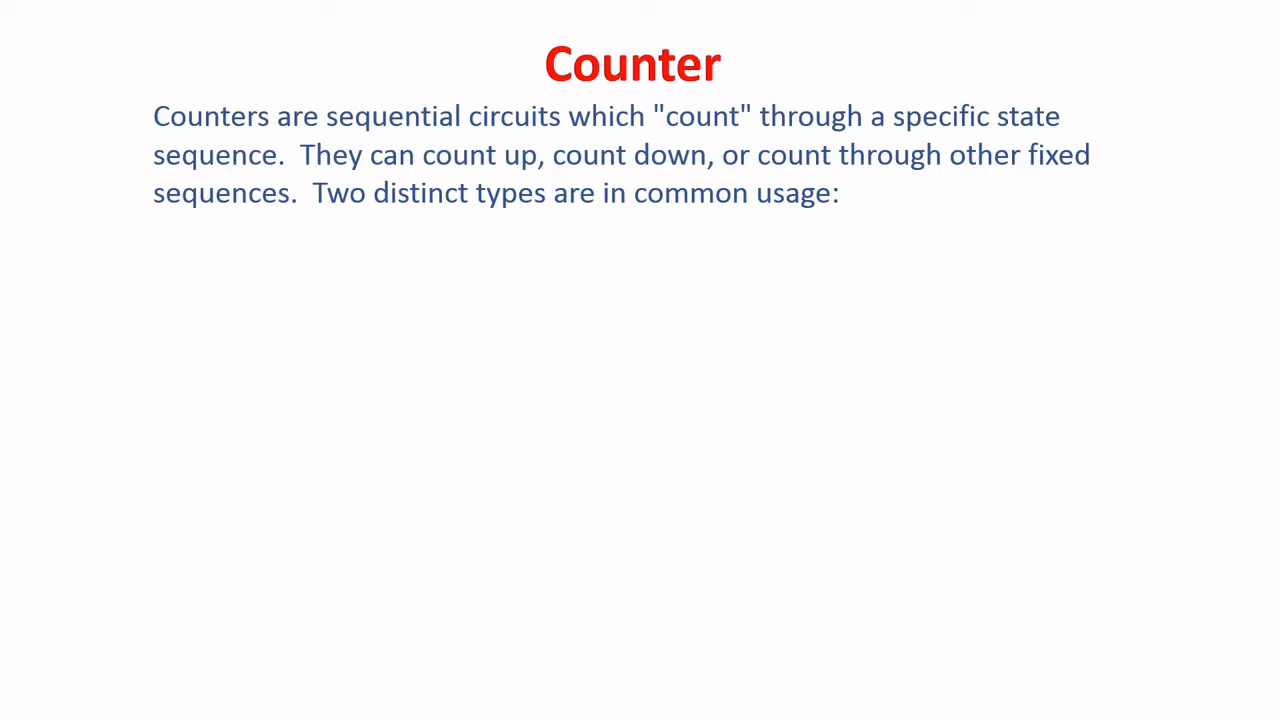 Counter
Counters are sequential circuits which "count" through a specific state
sequence.  They can count up, count down, or count through other fixed
sequences.  Two distinct types are in common usage: